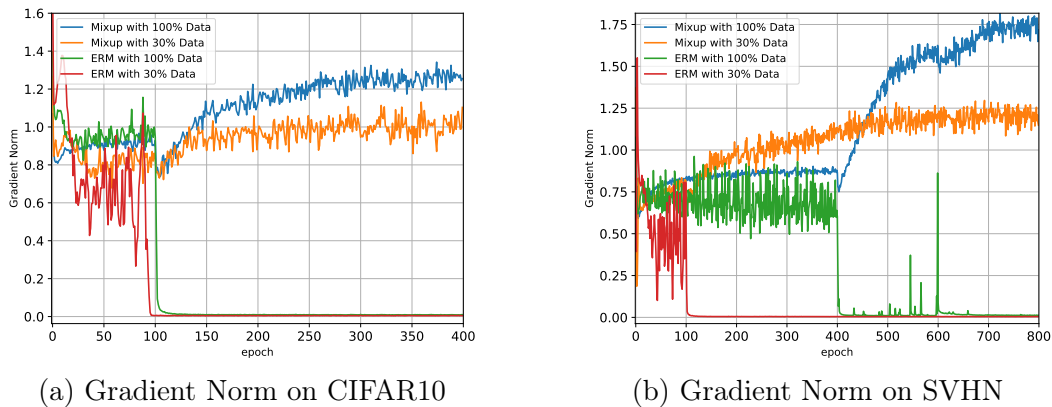 1.6
1.4
1.2
1.0
0.8
0.6
0.4
0.2
0.0
Gradient Norm
Mixup with 100% Data
Mixup with 30% Data
ERM with 100% Data
ERM with 30% Data
0 50 100 150 200 250 300 350 400
epoch
(a) Gradient Norm on CIFAR10
1.75
1.50
1.25
1.00
0.75
0.50
0.25
0.00
Gradient Norm
Mixup with 100% Data
Mixup with 30% Data
ERM with 100% Data
ERM with 30% Data
0 100 200 300 400 500 600 700 800
epoch
(b) Gradient Norm on SVHN